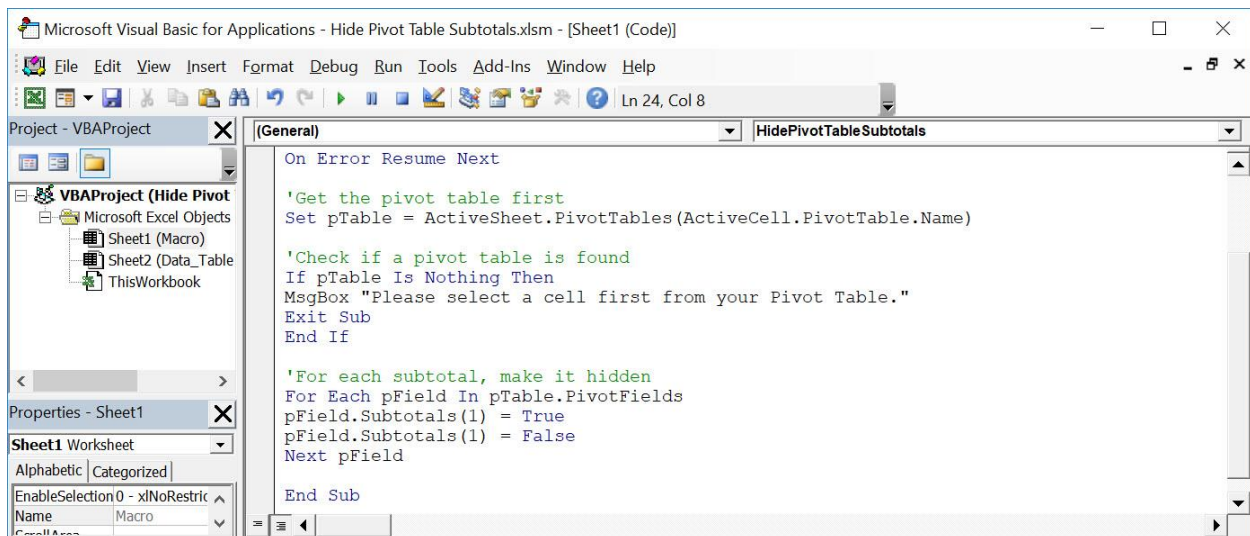 Microsoft Visual Basic for Applications - Hide Pivot Table Subtotals.xlsm - [Sheet1 (Code)]
File Edit View Insert Format Debug Run Tools Add-Ins Window Help
Ln 24, Col 8
Project - VBAProject
VBAProject (Hide Pivot
Microsoft Excel Objects
Sheet1 (Macro)
Sheet2 (Data_Table
ThisWorkbook
Properties - Sheet1
Sheet1 Worksheet
Alphabetic Categorized
EnableSelection 0 - xlNoRestric
Name Macro
(General) HidePivotTableSubtotals
On Error Resume Next
'Get the pivot table first
Set pTable = ActiveSheet.PivotTables(ActiveCell.PivotTable.Name)
'Check if a pivot table is found
If pTable Is Nothing Then
MsgBox "Please select a cell first from your Pivot Table."
Exit Sub
End If
'For each subtotal, make it hidden
For Each pField In pTable.PivotFields
pField.Subtotals(1) = True
pField.Subtotals(1) = False
Next pField
End Sub